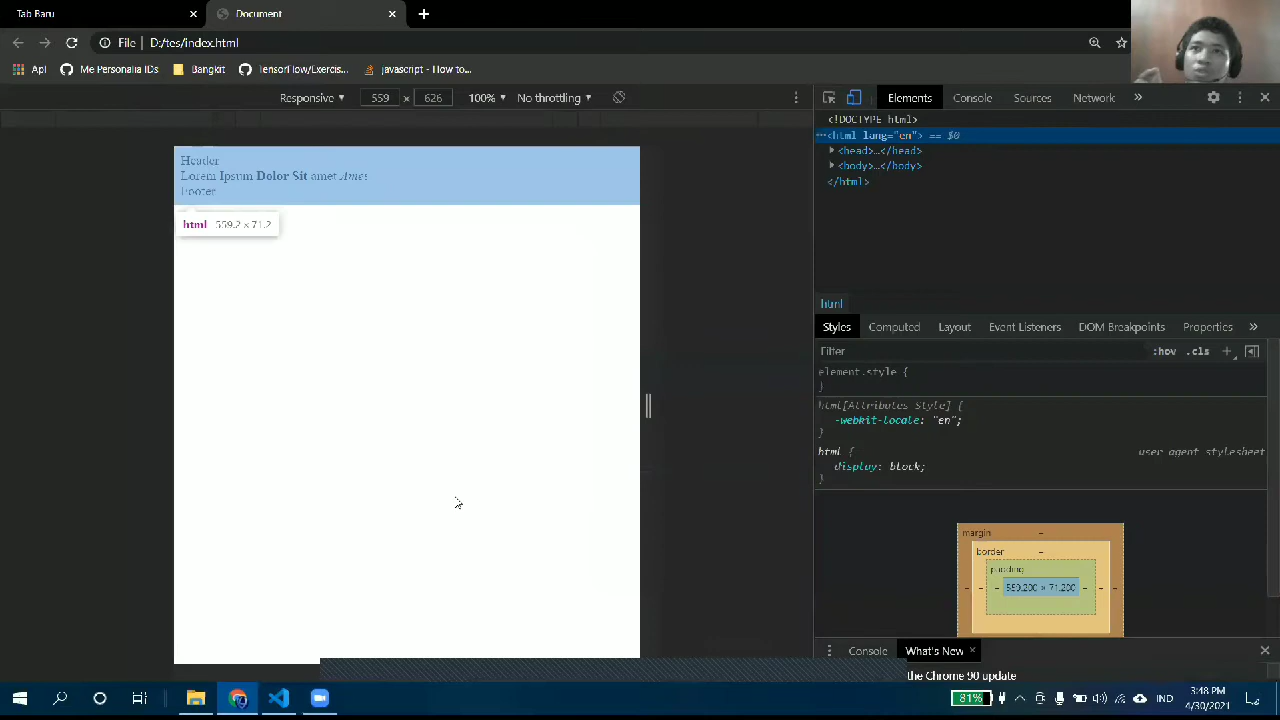 Tab Baru
Document
File
D:/tes/index.html
Api
Me Personalia IDs
Bangkit
TensorFlow/Exercis...
javascript - How to...
Responsive
559 × 626
100%
No throttling
Elements
Console
Sources
Network
<!DOCTYPE html>
<html lang="en"> == $0
<head>…</head>
<body>…</body>
</html>
Header
Lorem Ipsum Dolor Sit amet Ames
Footer
html 559.2 × 71.2
html
Styles
Computed
Layout
Event Listeners
DOM Breakpoints
Properties
Filter
:hov .cls
element.style {
}
html[Attributes Style] {
-webkit-locale: "en";
}
html {
user agent stylesheet
display: block;
}
margin
border
padding
559.200 × 71.200
Console
What's New
the Chrome 90 update
81%
IND
3:48 PM
4/30/2021